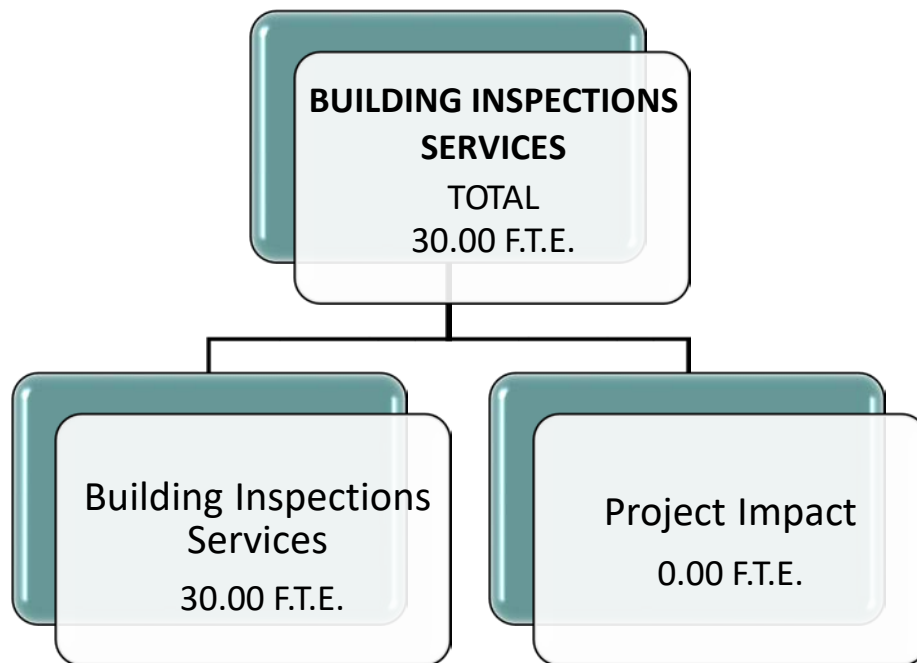 BUILDING INSPECTIONS
SERVICES
TOTAL
30.00 F.T.E.
Building Inspections
Services
30.00 F.T.E.
Project Impact
0.00 F.T.E.